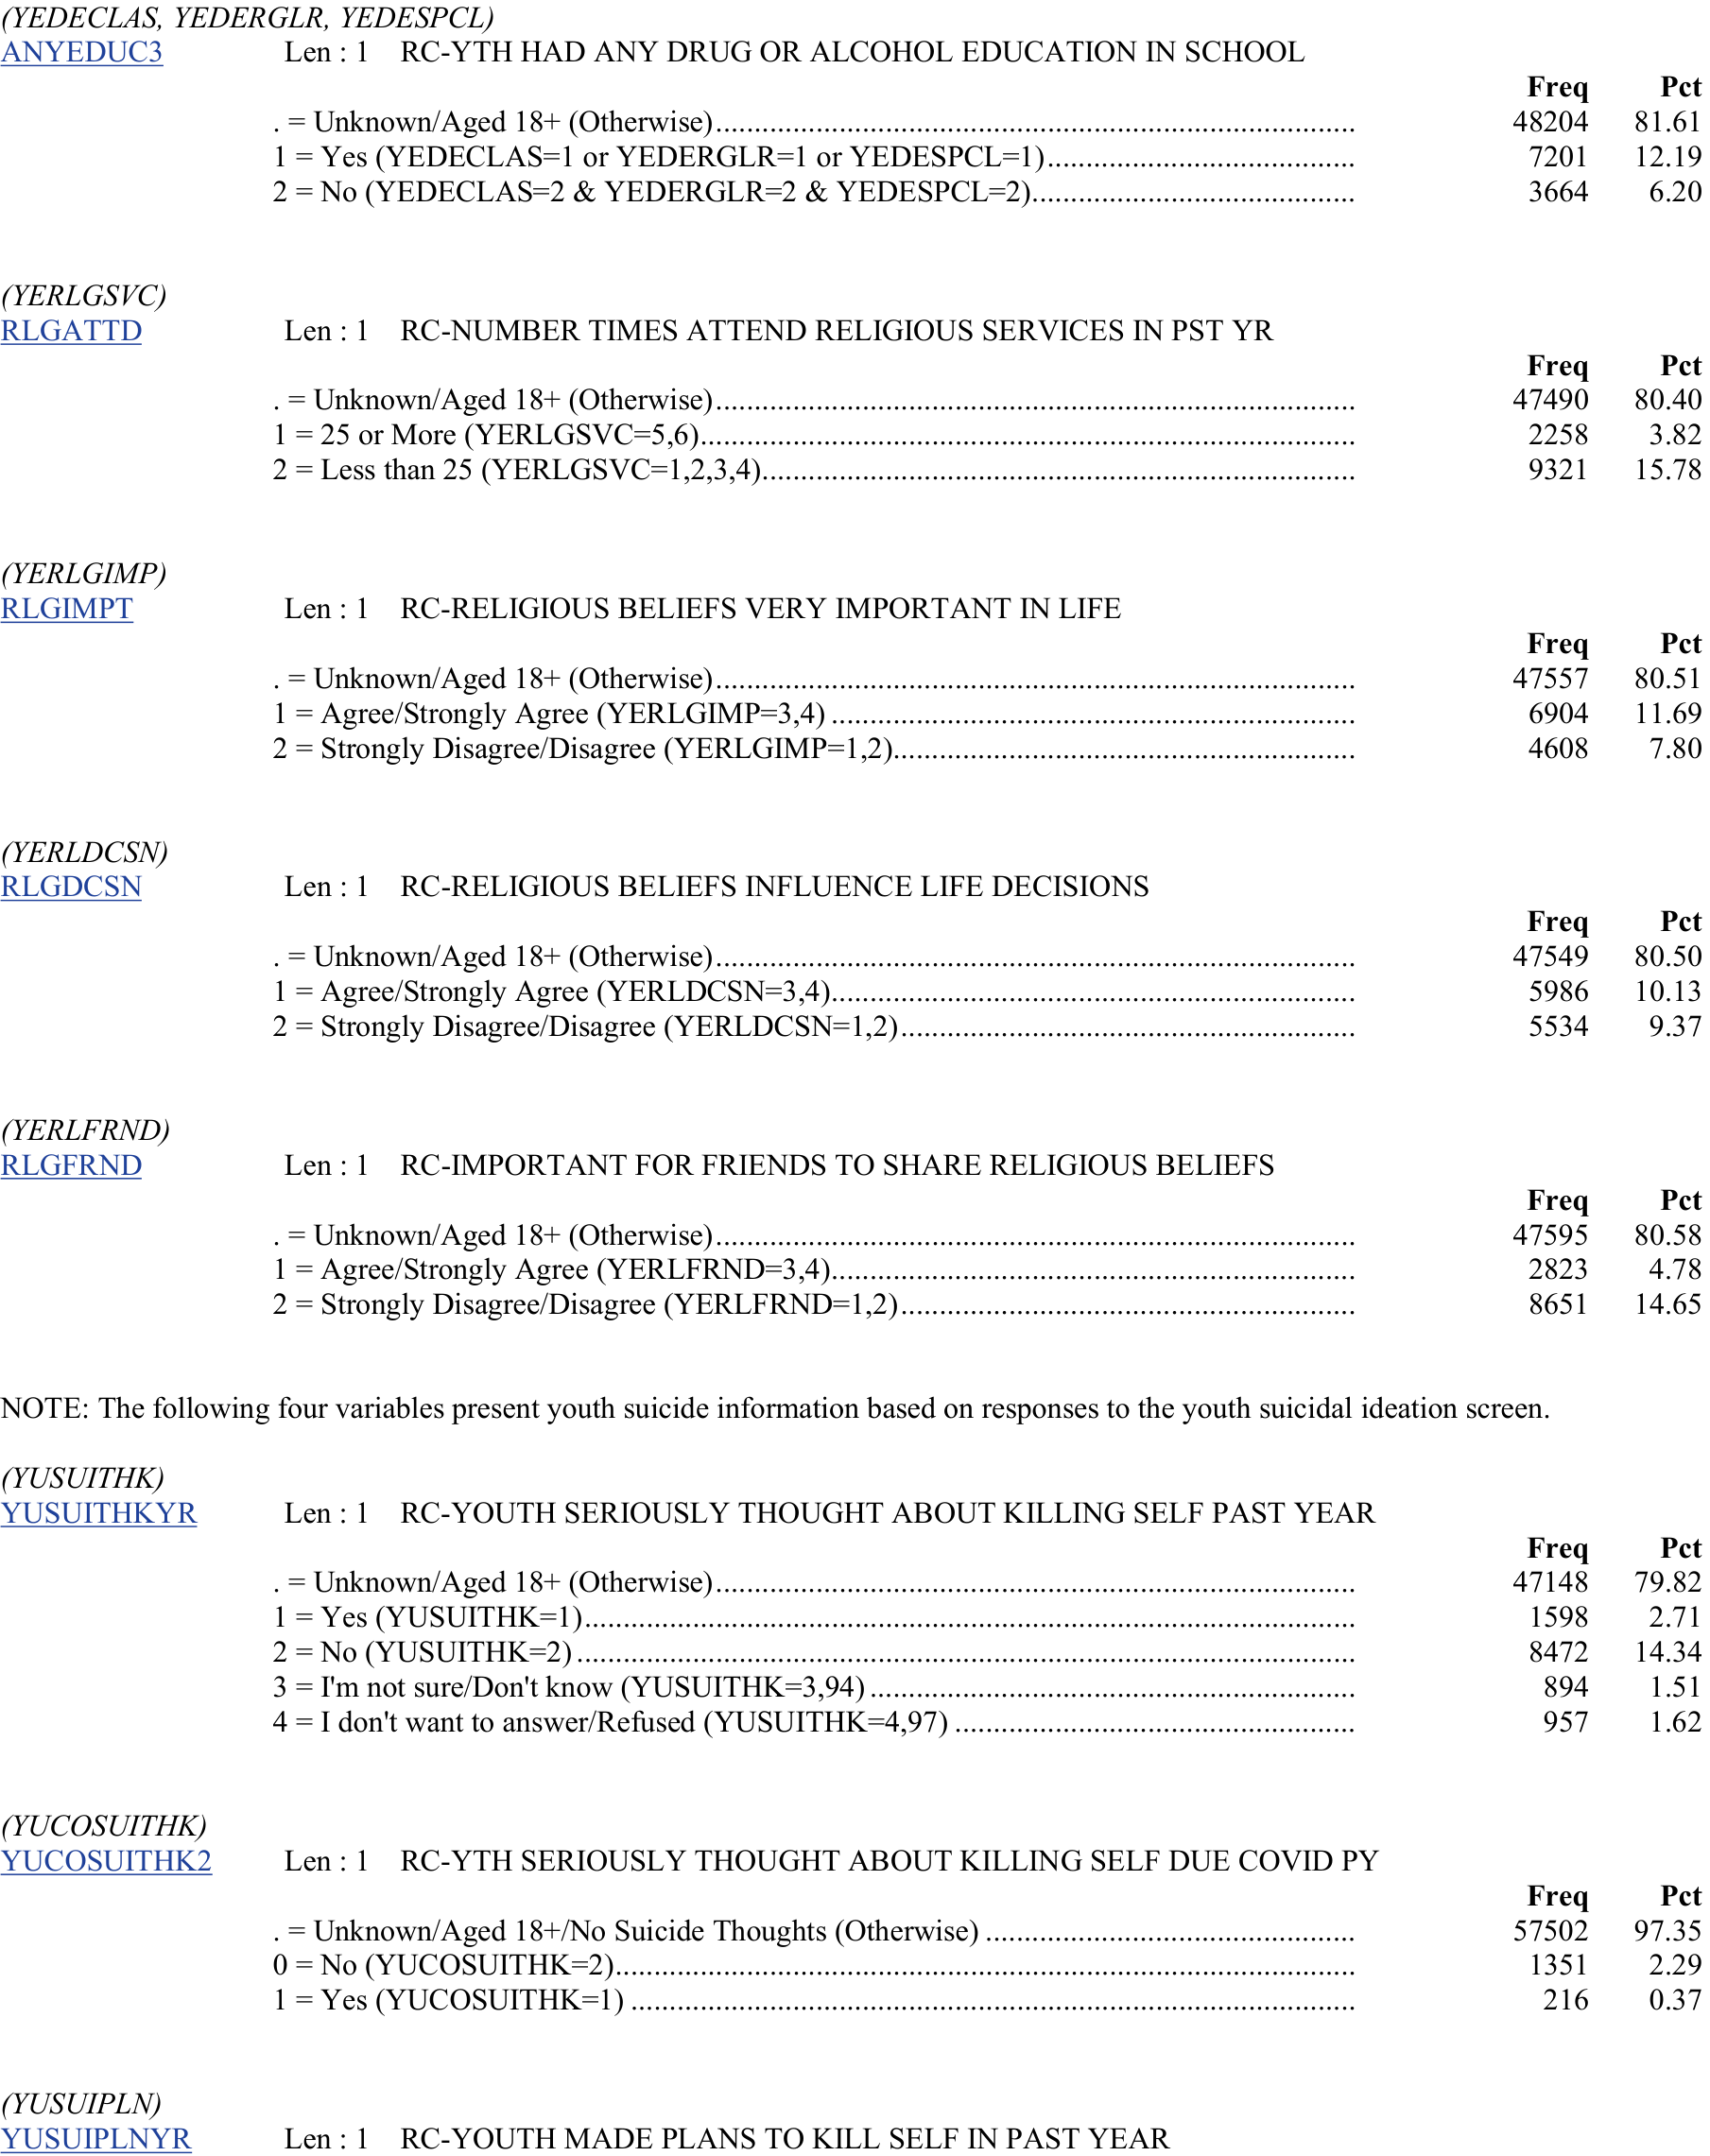 (YEDECLAS, YEDERGLR, YEDESPCL)
ANYEDUC3 Len : 1 RC-YTH HAD ANY DRUG OR ALCOHOL EDUCATION IN SCHOOL
Freq Pct
. = Unknown/Aged 18+ (Otherwise)................................................................................... 48204 81.61
1 = Yes (YEDECLAS=1 or YEDERGLR=1 or YEDESPCL=1)........................................ 7201 12.19
2 = No (YEDECLAS=2 & YEDERGLR=2 & YEDESPCL=2).......................................... 3664 6.20
(YERLGSVC)
RLGATTD Len : 1 RC-NUMBER TIMES ATTEND RELIGIOUS SERVICES IN PST YR
Freq Pct
. = Unknown/Aged 18+ (Otherwise)................................................................................... 47490 80.40
1 = 25 or More (YERLGSVC=5,6)..................................................................................... 2258 3.82
2 = Less than 25 (YERLGSVC=1,2,3,4)............................................................................. 9321 15.78
(YERLGIMP)
RLGIMPT Len : 1 RC-RELIGIOUS BELIEFS VERY IMPORTANT IN LIFE
Freq Pct
. = Unknown/Aged 18+ (Otherwise)................................................................................... 47557 80.51
1 = Agree/Strongly Agree (YERLGIMP=3,4) .................................................................... 6904 11.69
2 = Strongly Disagree/Disagree (YERLGIMP=1,2)............................................................ 4608 7.80
(YERLDCSN)
RLGDCSN Len : 1 RC-RELIGIOUS BELIEFS INFLUENCE LIFE DECISIONS
Freq Pct
. = Unknown/Aged 18+ (Otherwise)................................................................................... 47549 80.50
1 = Agree/Strongly Agree (YERLDCSN=3,4).................................................................... 5986 10.13
2 = Strongly Disagree/Disagree (YERLDCSN=1,2)........................................................... 5534 9.37
(YERLFRND)
RLGFRND Len : 1 RC-IMPORTANT FOR FRIENDS TO SHARE RELIGIOUS BELIEFS
Freq Pct
. = Unknown/Aged 18+ (Otherwise)................................................................................... 47595 80.58
1 = Agree/Strongly Agree (YERLFRND=3,4).................................................................... 2823 4.78
2 = Strongly Disagree/Disagree (YERLFRND=1,2)........................................................... 8651 14.65
NOTE: The following four variables present youth suicide information based on responses to the youth suicidal ideation screen.
(YUSUITHK)
YUSUITHKYR Len : 1 RC-YOUTH SERIOUSLY THOUGHT ABOUT KILLING SELF PAST YEAR
Freq Pct
. = Unknown/Aged 18+ (Otherwise)................................................................................... 47148 79.82
1 = Yes (YUSUITHK=1).................................................................................................... 1598 2.71
2 = No (YUSUITHK=2) ..................................................................................................... 8472 14.34
3 = I'm not sure/Don't know (YUSUITHK=3,94) ............................................................... 894 1.51
4 = I don't want to answer/Refused (YUSUITHK=4,97) .................................................... 957 1.62
(YUCOSUITHK)
YUCOSUITHK2 Len : 1 RC-YTH SERIOUSLY THOUGHT ABOUT KILLING SELF DUE COVID PY
Freq Pct
. = Unknown/Aged 18+/No Suicide Thoughts (Otherwise) ................................................ 57502 97.35
0 = No (YUCOSUITHK=2)................................................................................................ 1351 2.29
1 = Yes (YUCOSUITHK=1) .............................................................................................. 216 0.37
(YUSUIPLN)
YUSUIPLNYR Len : 1 RC-YOUTH MADE PLANS TO KILL SELF IN PAST YEAR